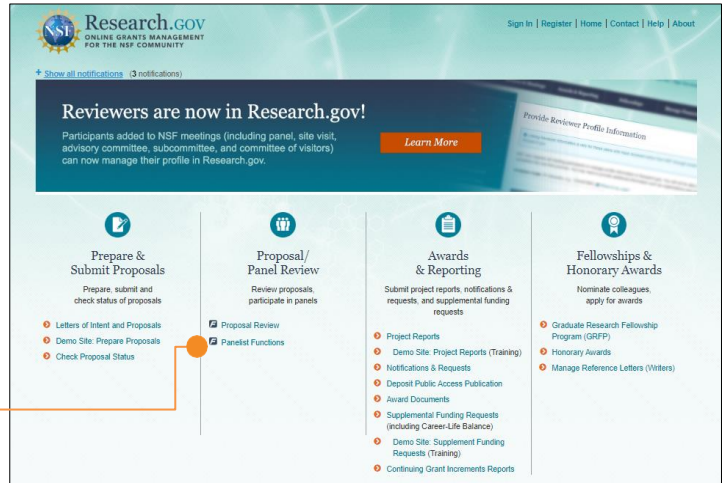 NSF
Research.GOV
ONLINE GRANTS MANAGEMENT
FOR THE NSF COMMUNITY
Sign In | Register | Home | Contact | Help | About
+ Show all notifications (3 notifications)
Reviewers are now in Research.gov!
Participants added to NSF meetings (including panel, site visit,
advisory committee, subcommittee, and committee of visitors)
can now manage their profile in Research.gov.
Learn More
Provide Reviewer Profile Information
Prepare &
Submit Proposals
Prepare, submit and
check status of proposals
Letters of Intent and Proposals
Demo Site: Prepare Proposals
Check Proposal Status
Proposal/
Panel Review
Review proposals,
participate in panels
Proposal Review
Panelist Functions
Awards
& Reporting
Submit project reports, notifications &
requests, and supplemental funding
requests
Project Reports
Demo Site: Project Reports (Training)
Notifications & Requests
Deposit Public Access Publication
Award Documents
Supplemental Funding Requests
(including Career-Life Balance)
Demo Site: Supplement Funding
Requests (Training)
Continuing Grant Increments Reports
Fellowships &
Honorary Awards
Nominate colleagues,
apply for awards
Graduate Research Fellowship
Program (GRFP)
Honorary Awards
Manage Reference Letters (Writers)